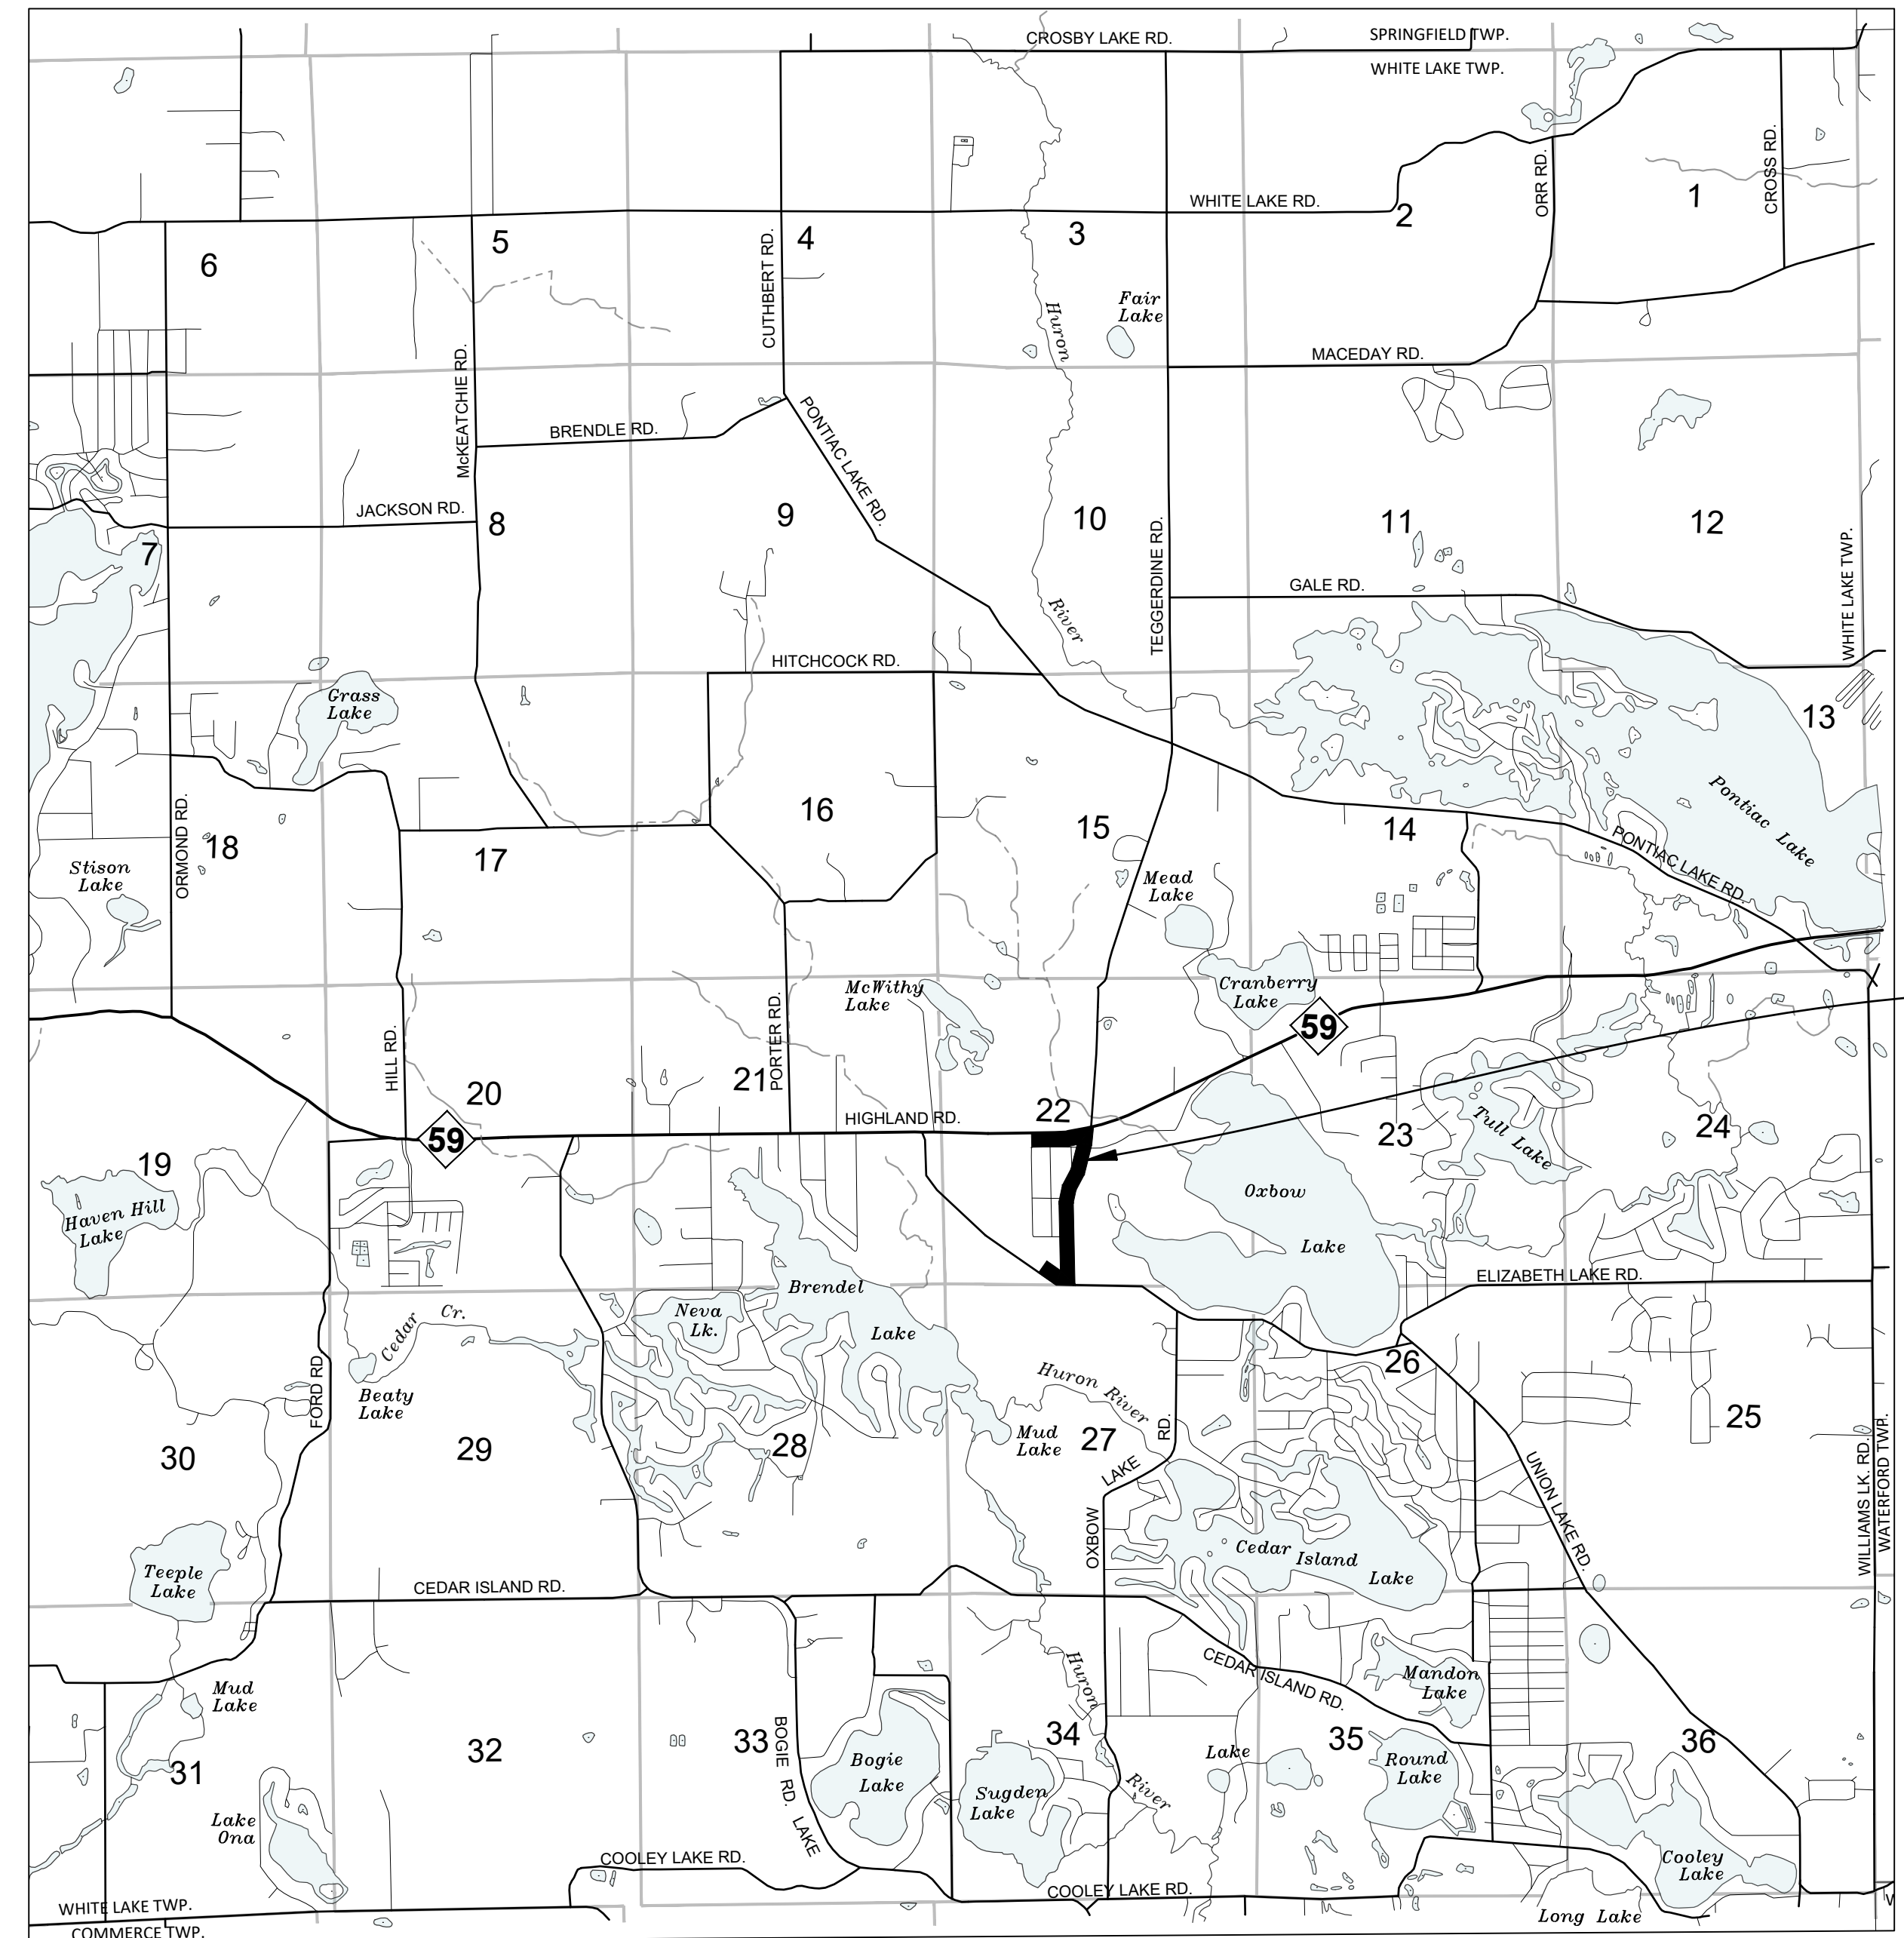 CROSBY LAKE RD.
SPRINGFIELD TWP.
WHITE LAKE TWP.
CROSS RD.
ORR RD.
1
WHITE LAKE RD.
2
3
4
5
6
CUTHBERT RD.
Huron
Fair
Lake
MACEDAY RD.
McKEATCHIE RD.
BRENDLE RD.
PONTIAC LAKE RD.
JACKSON RD.
7
8
9
10
11
12
TEGGERDINE RD.
WHITE LAKE TWP.
GALE RD.
River
HITCHCOCK RD.
Grass
Lake
13
Pontiac Lake
ORMOND RD.
18
17
16
15
14
PONTIAC LAKE RD.
Stison
Lake
Mead
Lake
McWithy
Lake
Cranberry
Lake
59
HILL RD.
PORTER RD.
20
21
HIGHLAND RD.
22
23
24
59
Tull Lake
19
Haven Hill
Lake
Oxbow
Lake
ELIZABETH LAKE RD.
Brendel
Lake
Neva
Lk.
Cedar Cr.
FORD RD
Beaty
Lake
Huron River
26
Mud
Lake
27
RD.
LAKE
OXBOW
25
30
29
28
UNION LAKE RD.
WILLIAMS LK. RD.
WATERFORD TWP.
Cedar Island Lake
Teeple
Lake
CEDAR ISLAND RD.
CEDAR ISLAND RD.
Mandon
Lake
Huron
Mud
Lake
31
32
33
BOGIE RD. LAKE
34
35
36
Bogie
Lake
Sugden
Lake
River
Lake
Round
Lake
Lake
Ona
COOLEY LAKE RD.
COOLEY LAKE RD.
Cooley
Lake
Long Lake
WHITE LAKE TWP.
COMMERCE TWP.